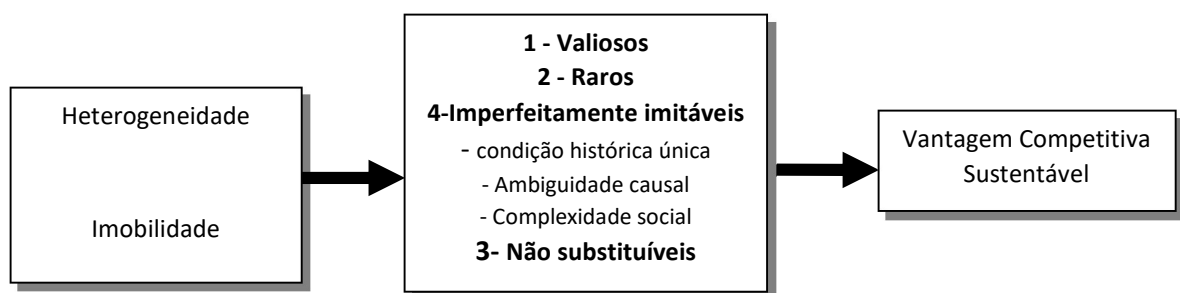 Heterogeneidade
Imobilidade
1 - Valiosos
2 - Raros
4-Imperfeitamente imitáveis
- condição histórica única
- Ambiguidade causal
- Complexidade social
3- Não substituíveis
Vantagem Competitiva
Sustentável